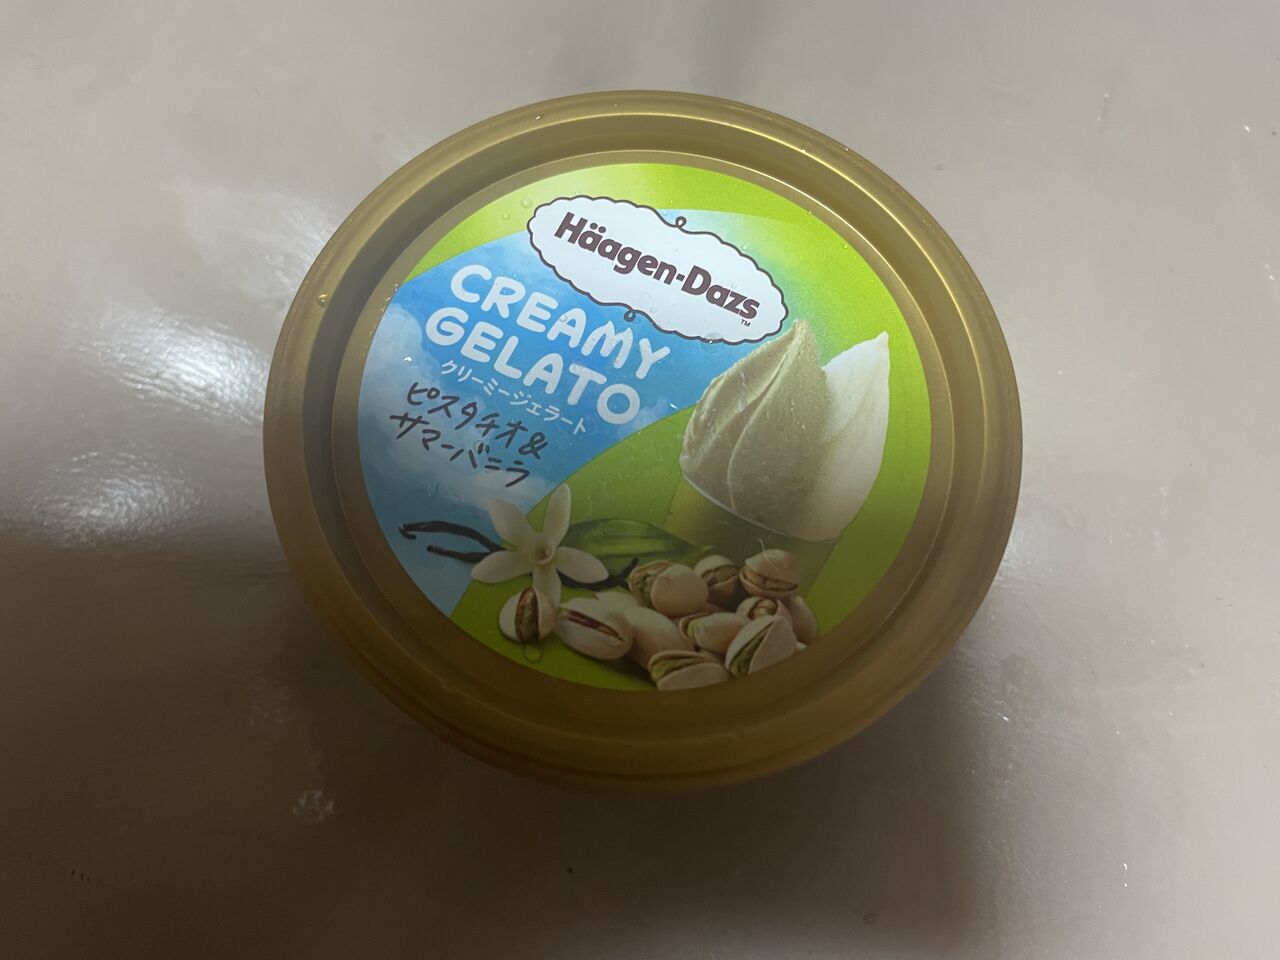 Häagen-Dazs
TM
CREAMY
GELATO
クリーミージェラート
ピスタチオ&
サマーバニラ